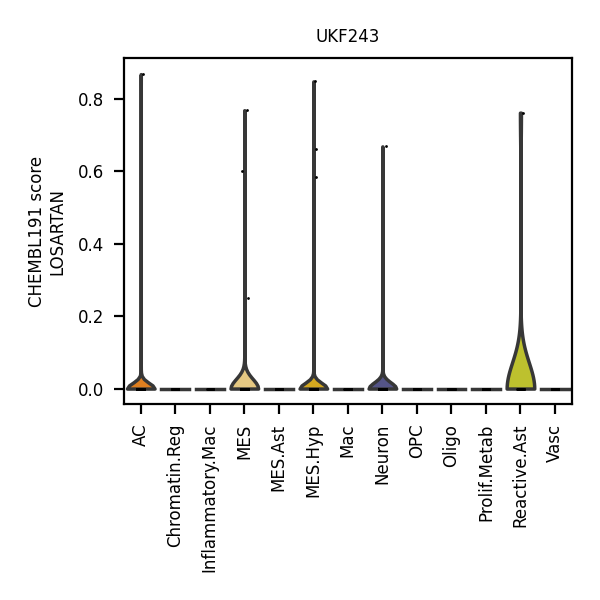 UKF243
CHEMBL191 score
LOSARTAN
0.8
0.6
0.4
0.2
0.0
AC
Chromatin.Reg
Inflammatory.Mac
MES
MES.Ast
MES.Hyp
Mac
Neuron
OPC
Oligo
Prolif.Metab
Reactive.Ast
Vasc